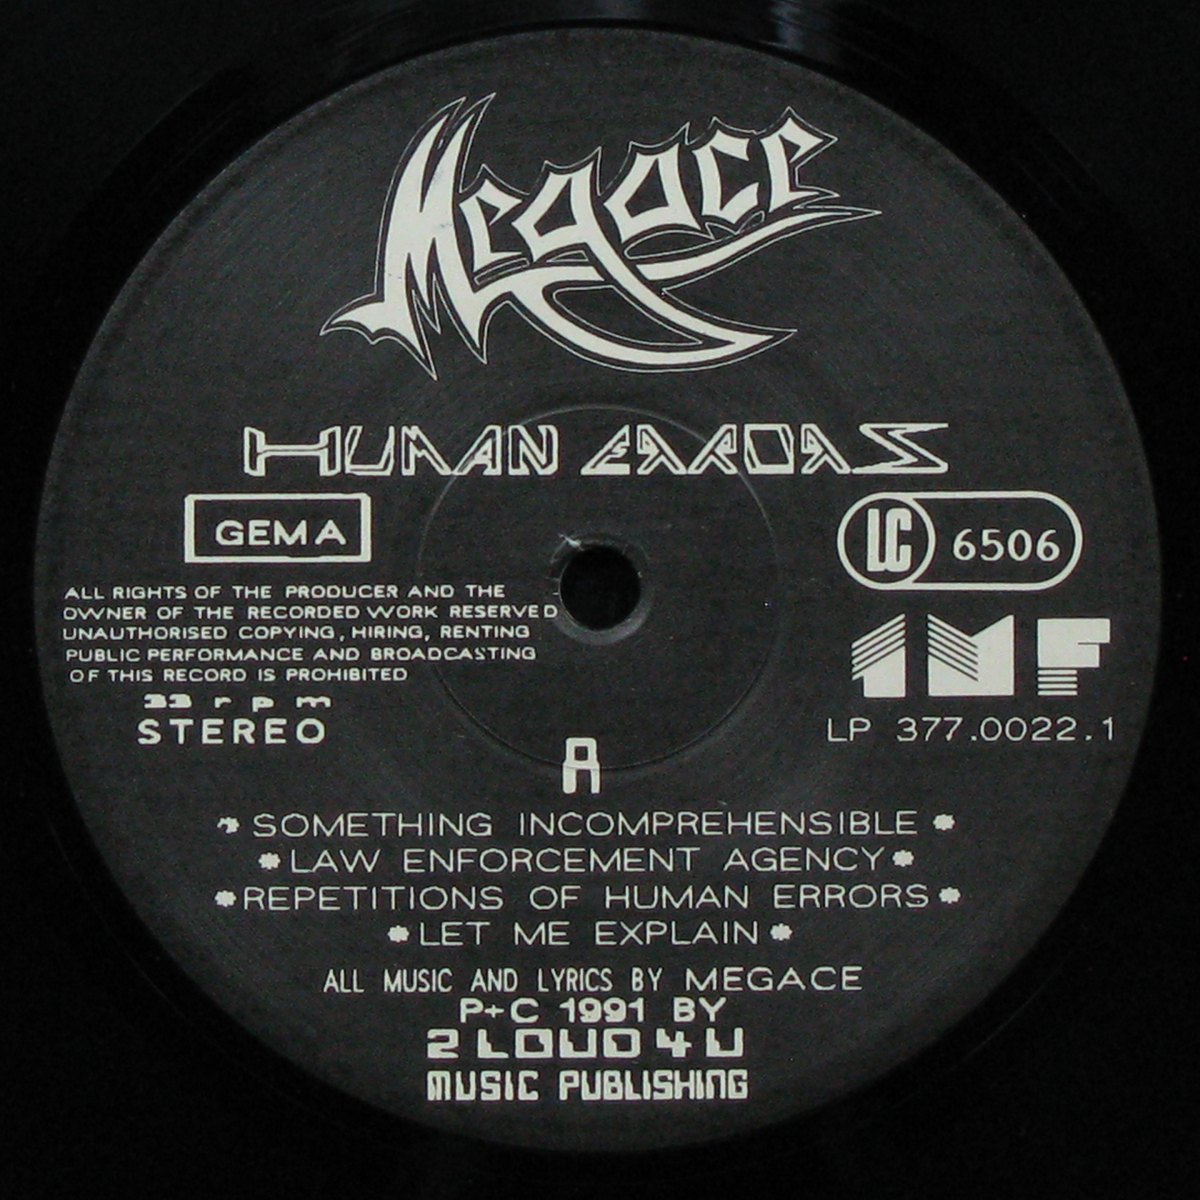 Megace
HUMAN ERRORS
GEMA
LC 6506
ALL RIGHTS OF THE PRODUCER AND THE
OWNER OF THE RECORDED WORK RESERVED
UNAUTHORISED COPYING, HIRING, RENTING
PUBLIC PERFORMANCE AND BROADCASTING
OF THIS RECORD IS PROHIBITED
33 rpm
STEREO
1MF
LP 377.0022.1
A
* SOMETHING INCOMPREHENSIBLE *
* LAW ENFORCEMENT AGENCY *
* REPETITIONS OF HUMAN ERRORS *
* LET ME EXPLAIN *
ALL MUSIC AND LYRICS BY MEGACE
P+C 1991 BY
2 LOUD 4 U
MUSIC PUBLISHING